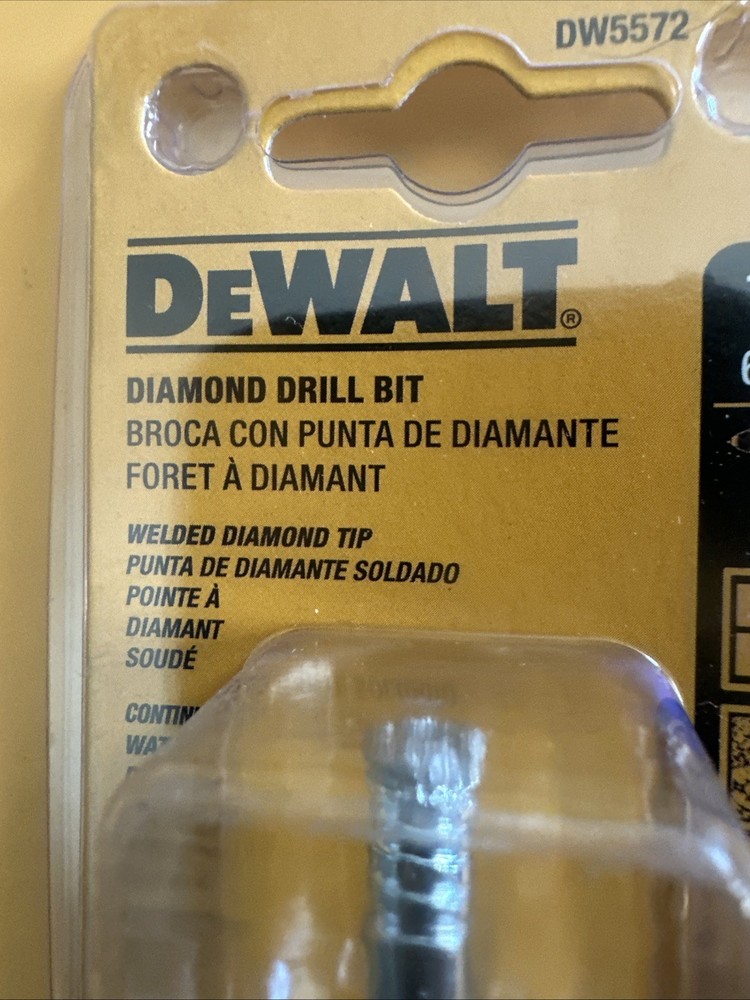 DW5572
DEWALT®
DIAMOND DRILL BIT
BROCA CON PUNTA DE DIAMANTE
FORET À DIAMANT
WELDED DIAMOND TIP
PUNTA DE DIAMANTE SOLDADO
POINTE À
DIAMANT
SOUDÉ